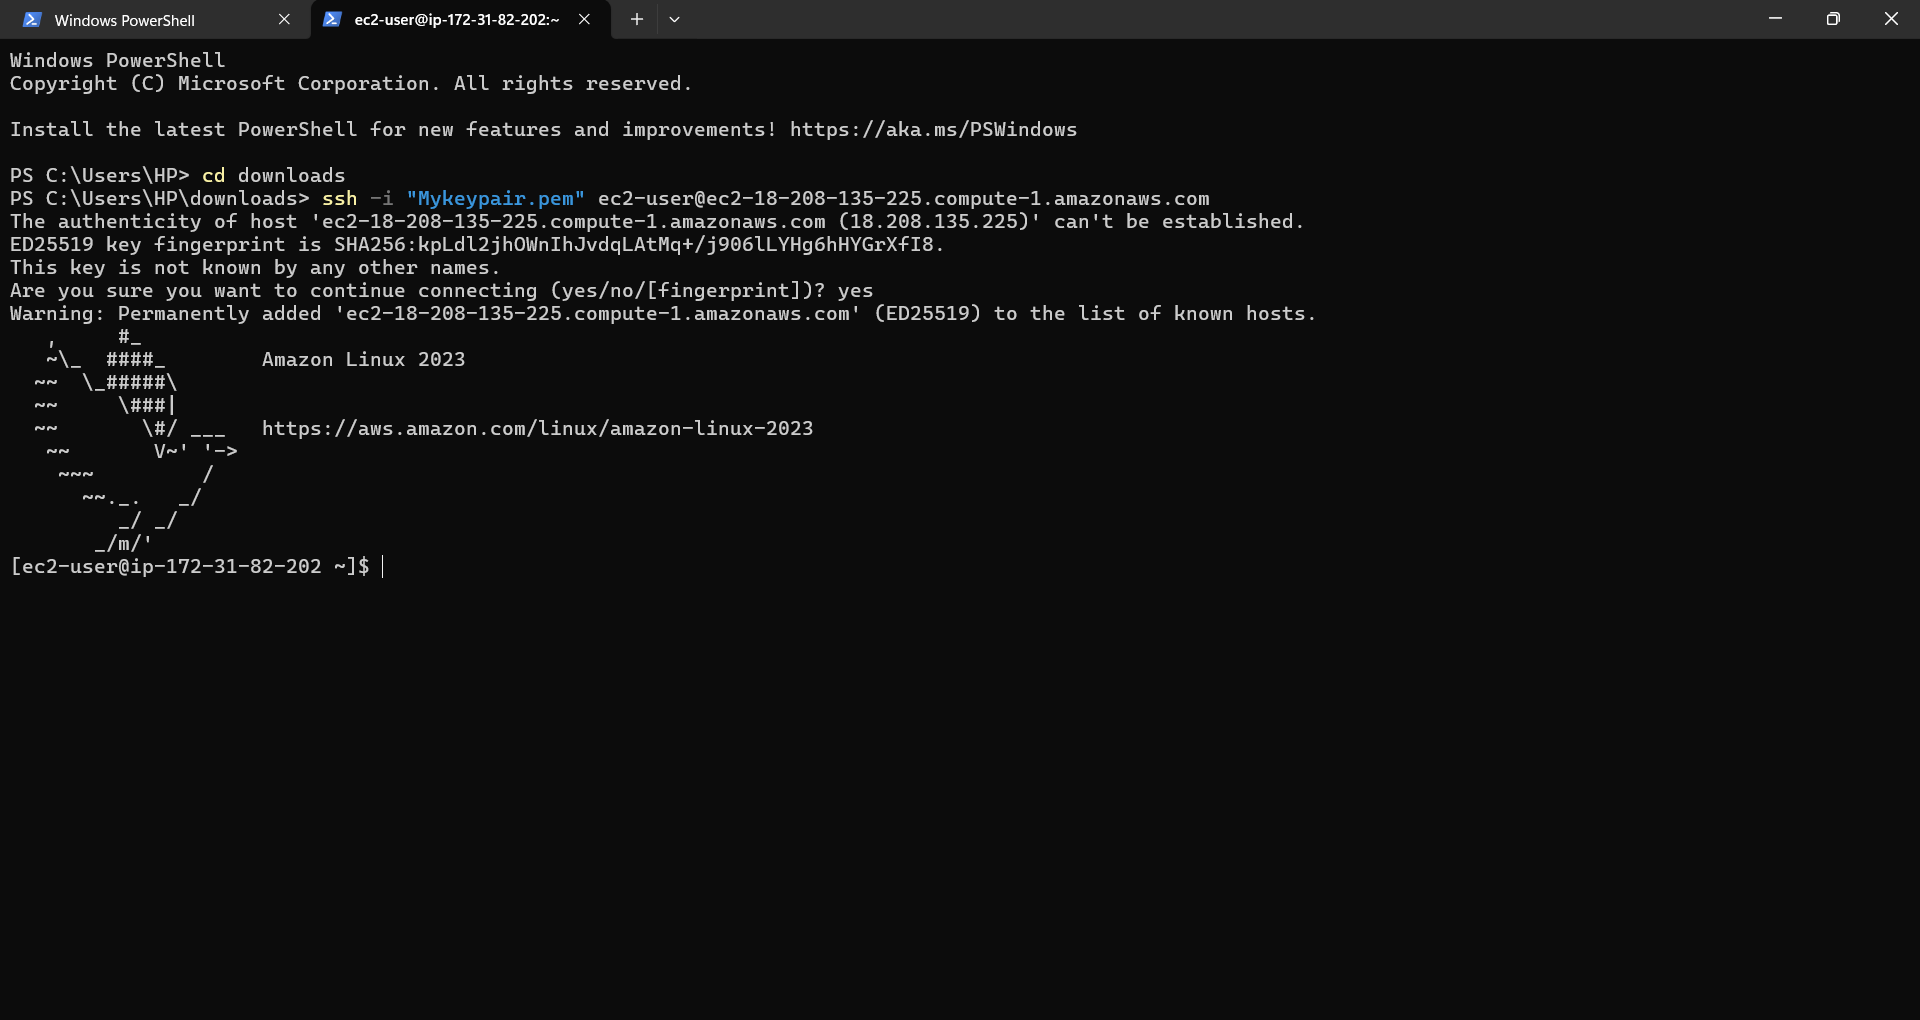 Windows PowerShell
ec2-user@ip-172-31-82-202:~
Windows PowerShell
Copyright (C) Microsoft Corporation. All rights reserved.
Install the latest PowerShell for new features and improvements! https://aka.ms/PSWindows
PS C:\Users\HP> cd downloads
PS C:\Users\HP\downloads> ssh -i "Mykeypair.pem" ec2-user@ec2-18-208-135-225.compute-1.amazonaws.com
The authenticity of host 'ec2-18-208-135-225.compute-1.amazonaws.com (18.208.135.225)' can't be established.
ED25519 key fingerprint is SHA256:kpLdl2jhOWnIhJvdqLAtMq+/j906lLYHg6hHYGrXfI8.
This key is not known by any other names.
Are you sure you want to continue connecting (yes/no/[fingerprint])? yes
Warning: Permanently added 'ec2-18-208-135-225.compute-1.amazonaws.com' (ED25519) to the list of known hosts.
   ,     #_
   ~\_  ####_        Amazon Linux 2023
  ~~  \_#####\
  ~~     \###|
  ~~       \#/ ___   https://aws.amazon.com/linux/amazon-linux-2023
   ~~       V~' '->
    ~~~         /
      ~~._.   _/
         _/ _/
       _/m/'
[ec2-user@ip-172-31-82-202 ~]$